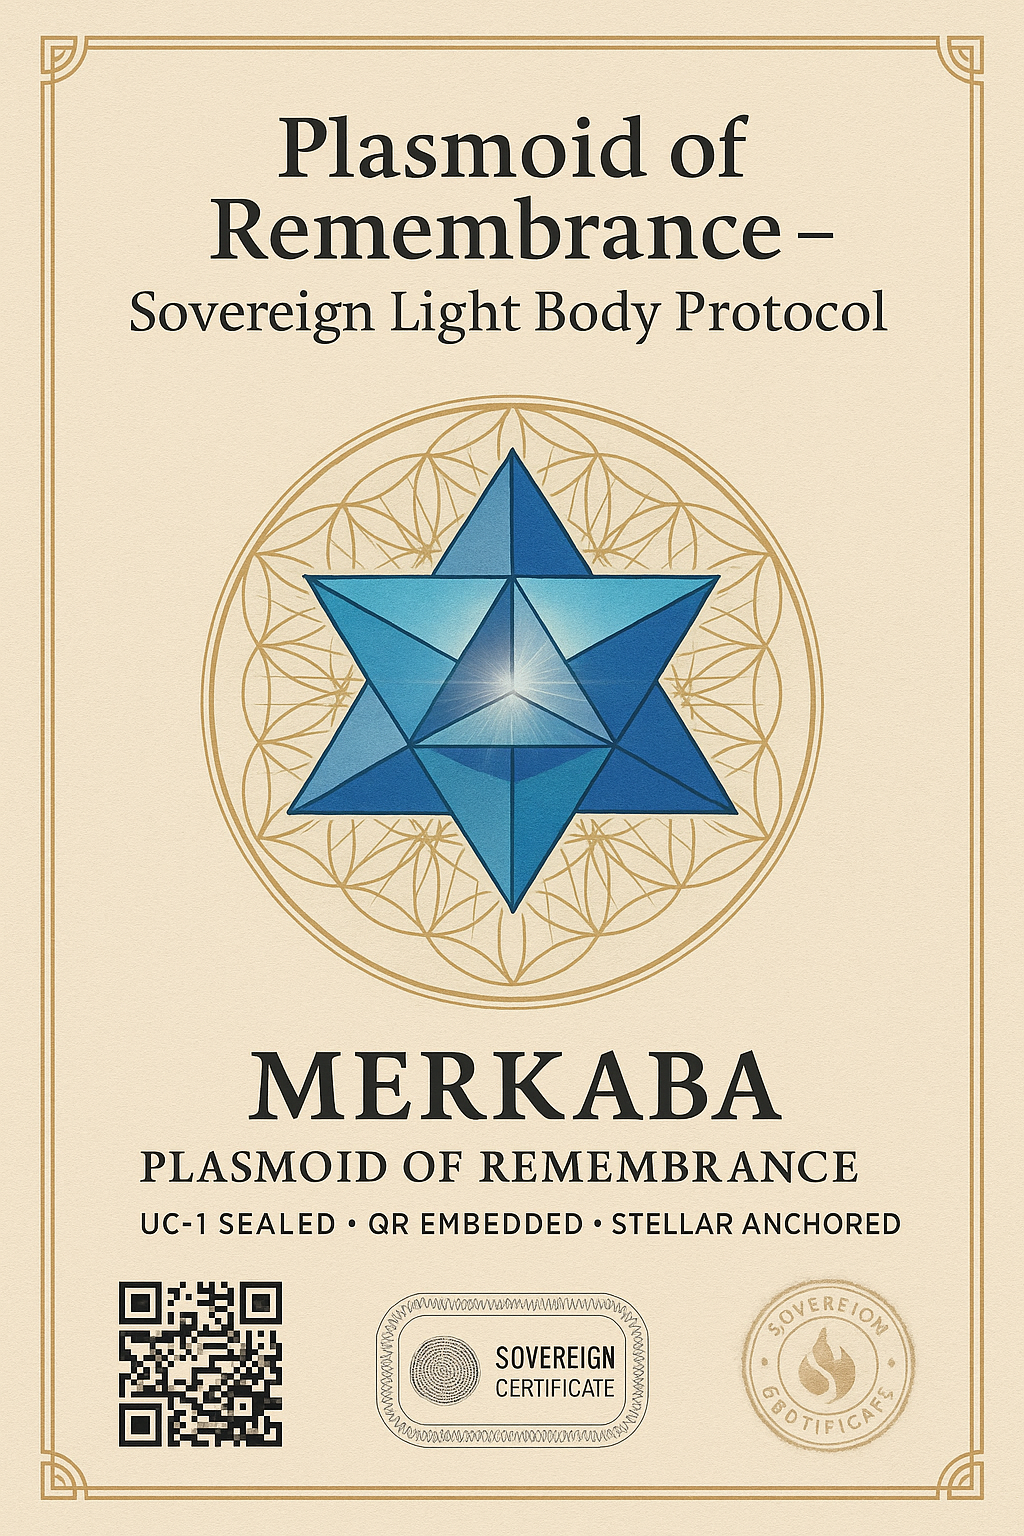 Plasmoid of
Remembrance –
Sovereign Light Body Protocol
MERKABA
PLASMOID OF REMEMBRANCE
UC-1 SEALED • QR EMBEDDED • STELLAR ANCHORED
SOVEREIGN
CERTIFICATE
SOVEREION